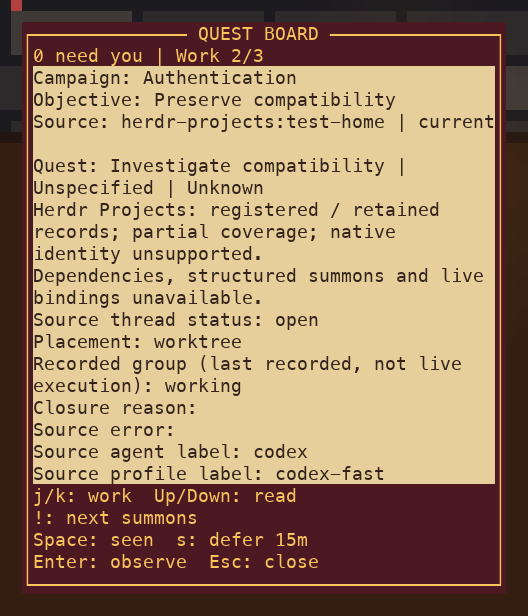 QUEST BOARD
0 need you | Work 2/3
Campaign: Authentication
Objective: Preserve compatibility
Source: herdr-projects:test-home | current
Quest: Investigate compatibility |
Unspecified | Unknown
Herdr Projects: registered / retained
records; partial coverage; native
identity unsupported.
Dependencies, structured summons and live
bindings unavailable.
Source thread status: open
Placement: worktree
Recorded group (last recorded, not live
execution): working
Closure reason:
Source error:
Source agent label: codex
Source profile label: codex-fast
j/k: work  Up/Down: read
!: next summons
Space: seen  s: defer 15m
Enter: observe  Esc: close